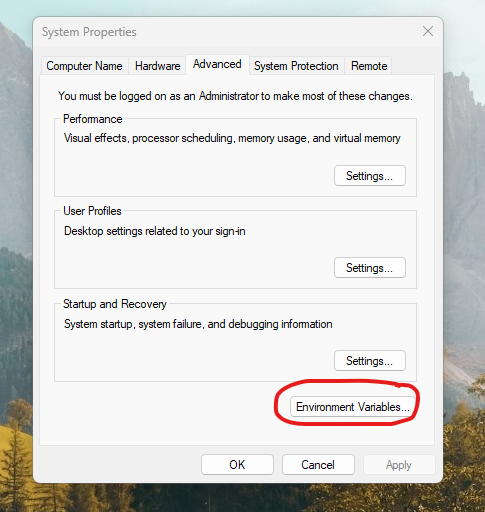 System Properties
Computer Name Hardware Advanced System Protection Remote
You must be logged on as an Administrator to make most of these changes.
Performance
Visual effects, processor scheduling, memory usage, and virtual memory
Settings...
User Profiles
Desktop settings related to your sign-in
Settings...
Startup and Recovery
System startup, system failure, and debugging information
Settings...
Environment Variables...
OK Cancel Apply